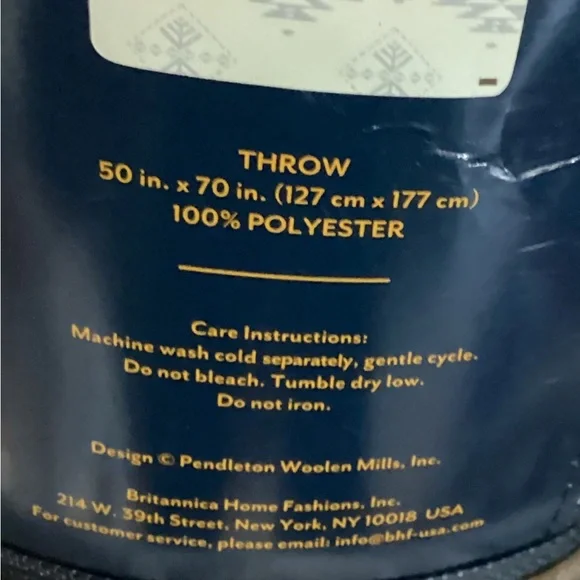 THROW
50 in. x 70 in. (127 cm x 177 cm)
100% POLYESTER
Care Instructions:
Machine wash cold separately, gentle cycle.
Do not bleach. Tumble dry low.
Do not iron.
Design © Pendleton Woolen Mills, Inc.
Britannica Home Fashions, Inc.
214 W. 39th Street, New York, NY 10018 USA
For customer service, please email: info@bhf-usa.com